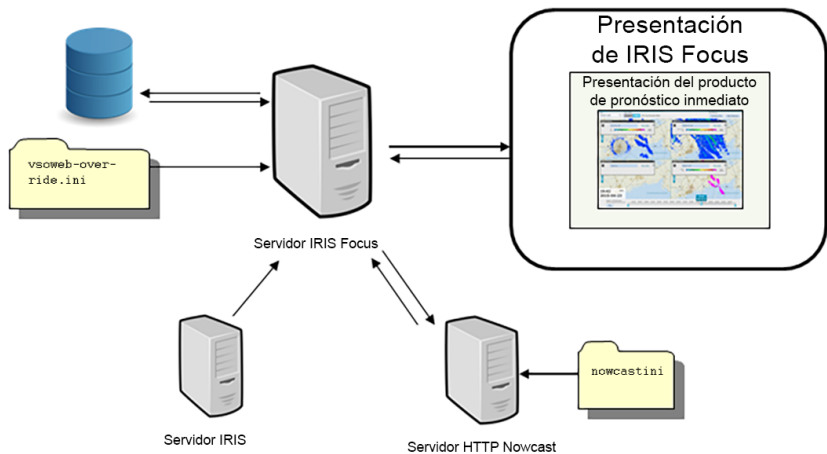 Presentación
de IRIS Focus
Presentación del producto
de pronóstico inmediato
vsoweb-over-
ride.ini
Servidor IRIS Focus
nowcastini
Servidor IRIS
Servidor HTTP Nowcast